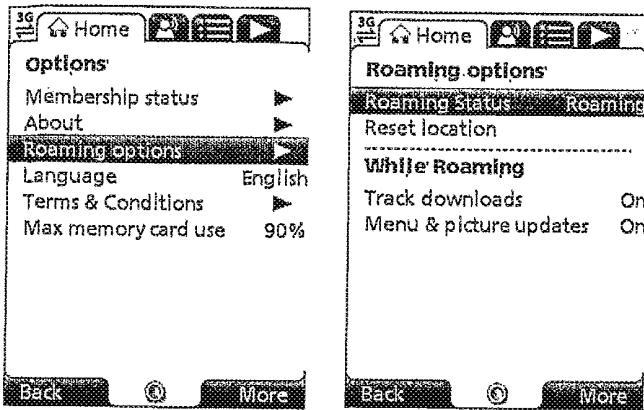 3G
Home
Options
Membership status
About
Roaming options
Language English
Terms & Conditions
Max memory card use 90%
Back More
3G
Home
Roaming options
Roaming Status Roaming
Reset location
While Roaming
Track downloads On
Menu & picture updates On
Back More